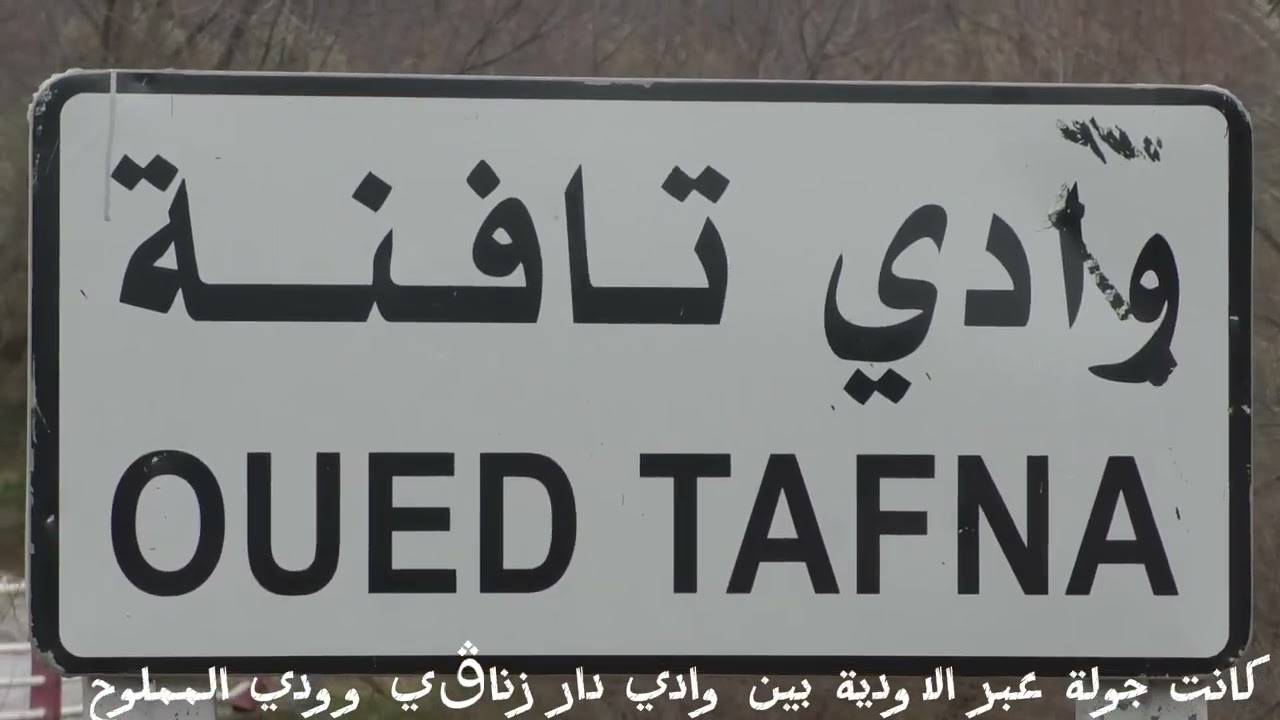 وادي تافنة
OUED TAFNA
كانت جولة عبر الاودية بين وادي دار زناڨي وودي المملوح